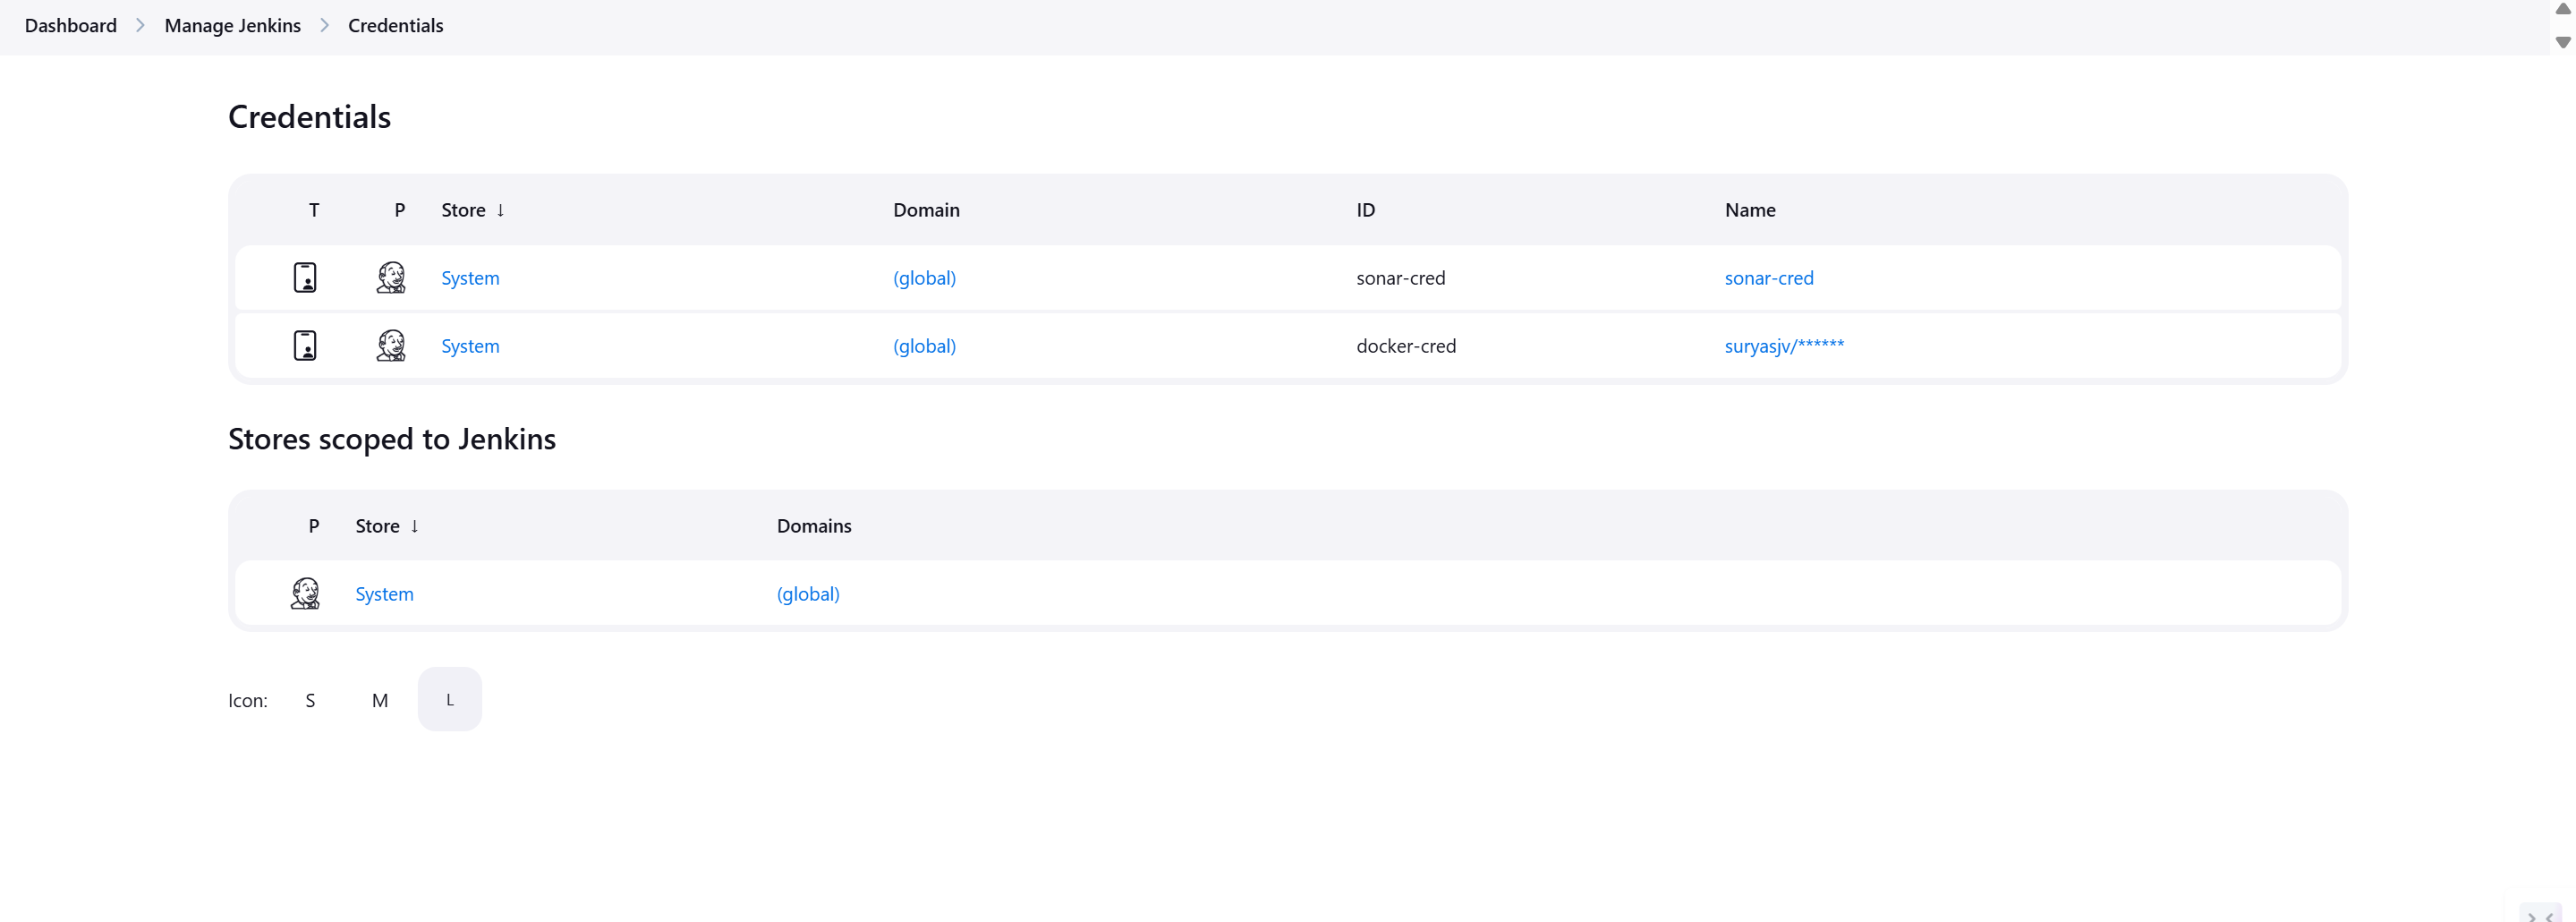 Dashboard > Manage Jenkins > Credentials
Credentials
T P Store ↓ Domain ID Name
System (global) sonar-cred sonar-cred
System (global) docker-cred suryasjv/******
Stores scoped to Jenkins
P Store ↓ Domains
System (global)
Icon: S M L